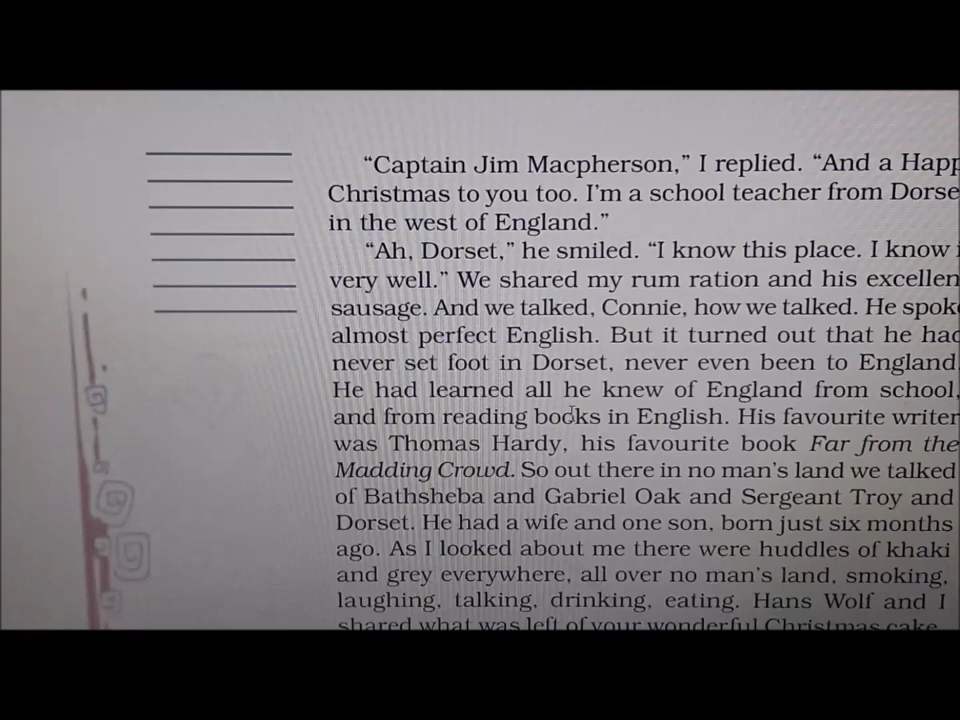 “Captain Jim Macpherson,” I replied. “And a Happ
Christmas to you too. I’m a school teacher from Dorse
in the west of England.”
“Ah, Dorset,” he smiled. “I know this place. I know
very well.” We shared my rum ration and his excellen
sausage. And we talked, Connie, how we talked. He spok
almost perfect English. But it turned out that he had
never set foot in Dorset, never even been to England.
He had learned all he knew of England from school,
and from reading books in English. His favourite writer
was Thomas Hardy, his favourite book Far from the
Madding Crowd. So out there in no man’s land we talked
of Bathsheba and Gabriel Oak and Sergeant Troy and
Dorset. He had a wife and one son, born just six months
ago. As I looked about me there were huddles of khaki
and grey everywhere, all over no man’s land, smoking,
laughing, talking, drinking, eating. Hans Wolf and I
shared what was left of your wonderful Christmas cake